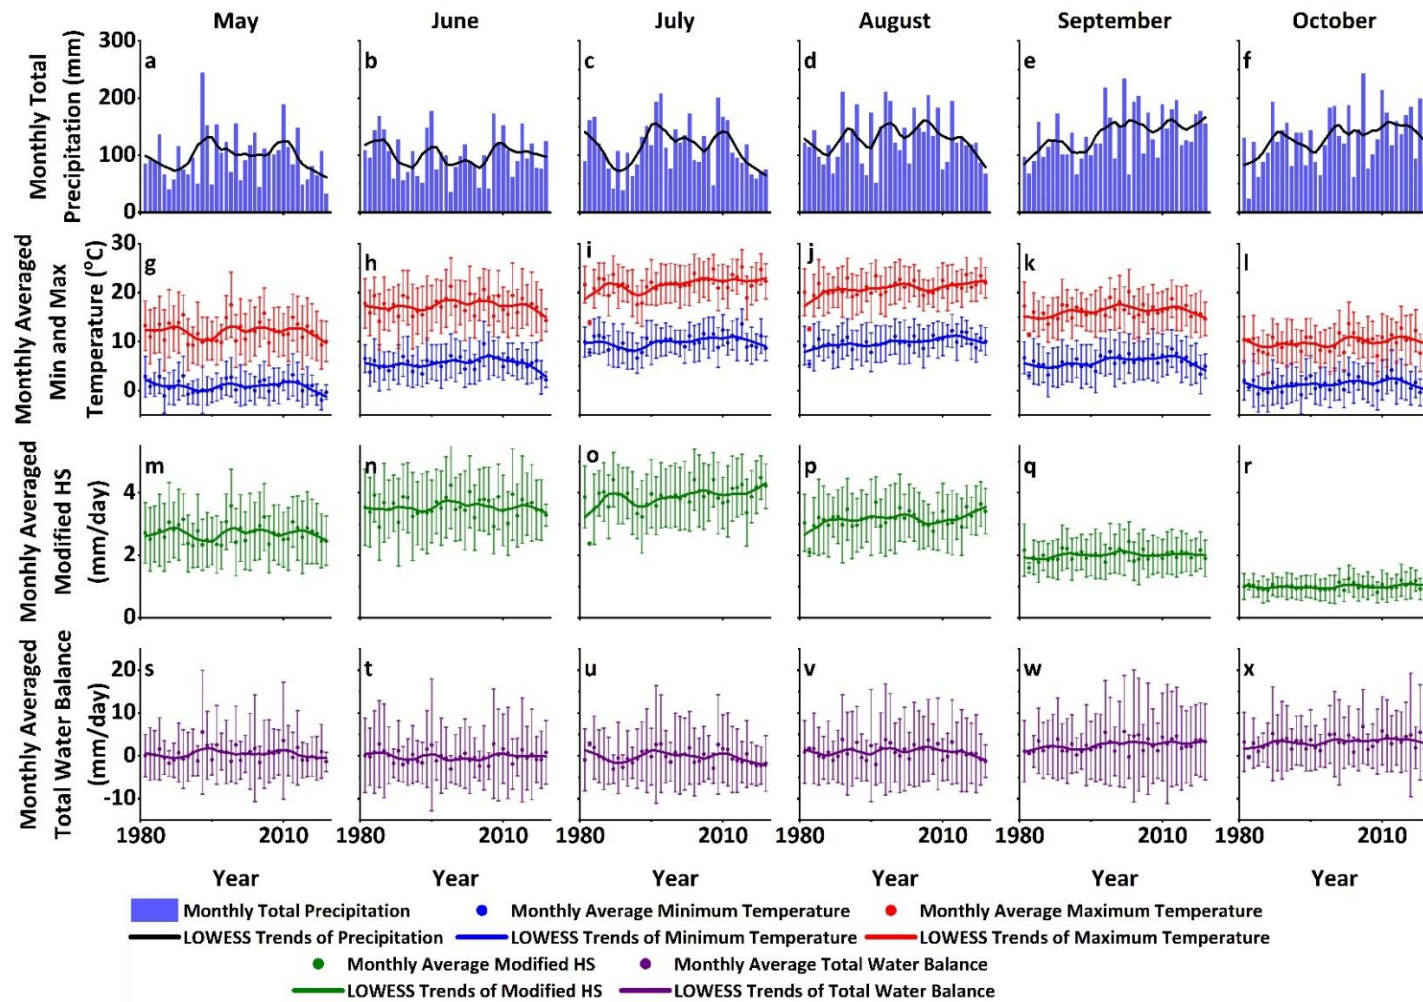 May June July August September October
Monthly Total
Precipitation (mm)
300
200
100
0
a b c d e f
Monthly Averaged
Min and Max
Temperature (°C)
30
20
10
0
g h i j k l
Monhly Averaged
Modified HS
(mm/day)
4
2
0
m n o p q r
Monthly Averaged
Total Water Balance
(mm/day)
20
10
0
-10
s t u v w x
1980 2010 1980 2010 1980 2010 1980 2010 1980 2010 1980 2010
Year Year Year Year Year Year
Monthly Total Precipitation Monthly Average Minimum Temperature Monthly Average Maximum Temperature
LOWESS Trends of Precipitation LOWESS Trends of Minimum Temperature LOWESS Trends of Maximum Temperature
Monthly Average Modified HS Monthly Average Total Water Balance
LOWESS Trends of Modified HS LOWESS Trends of Total Water Balance